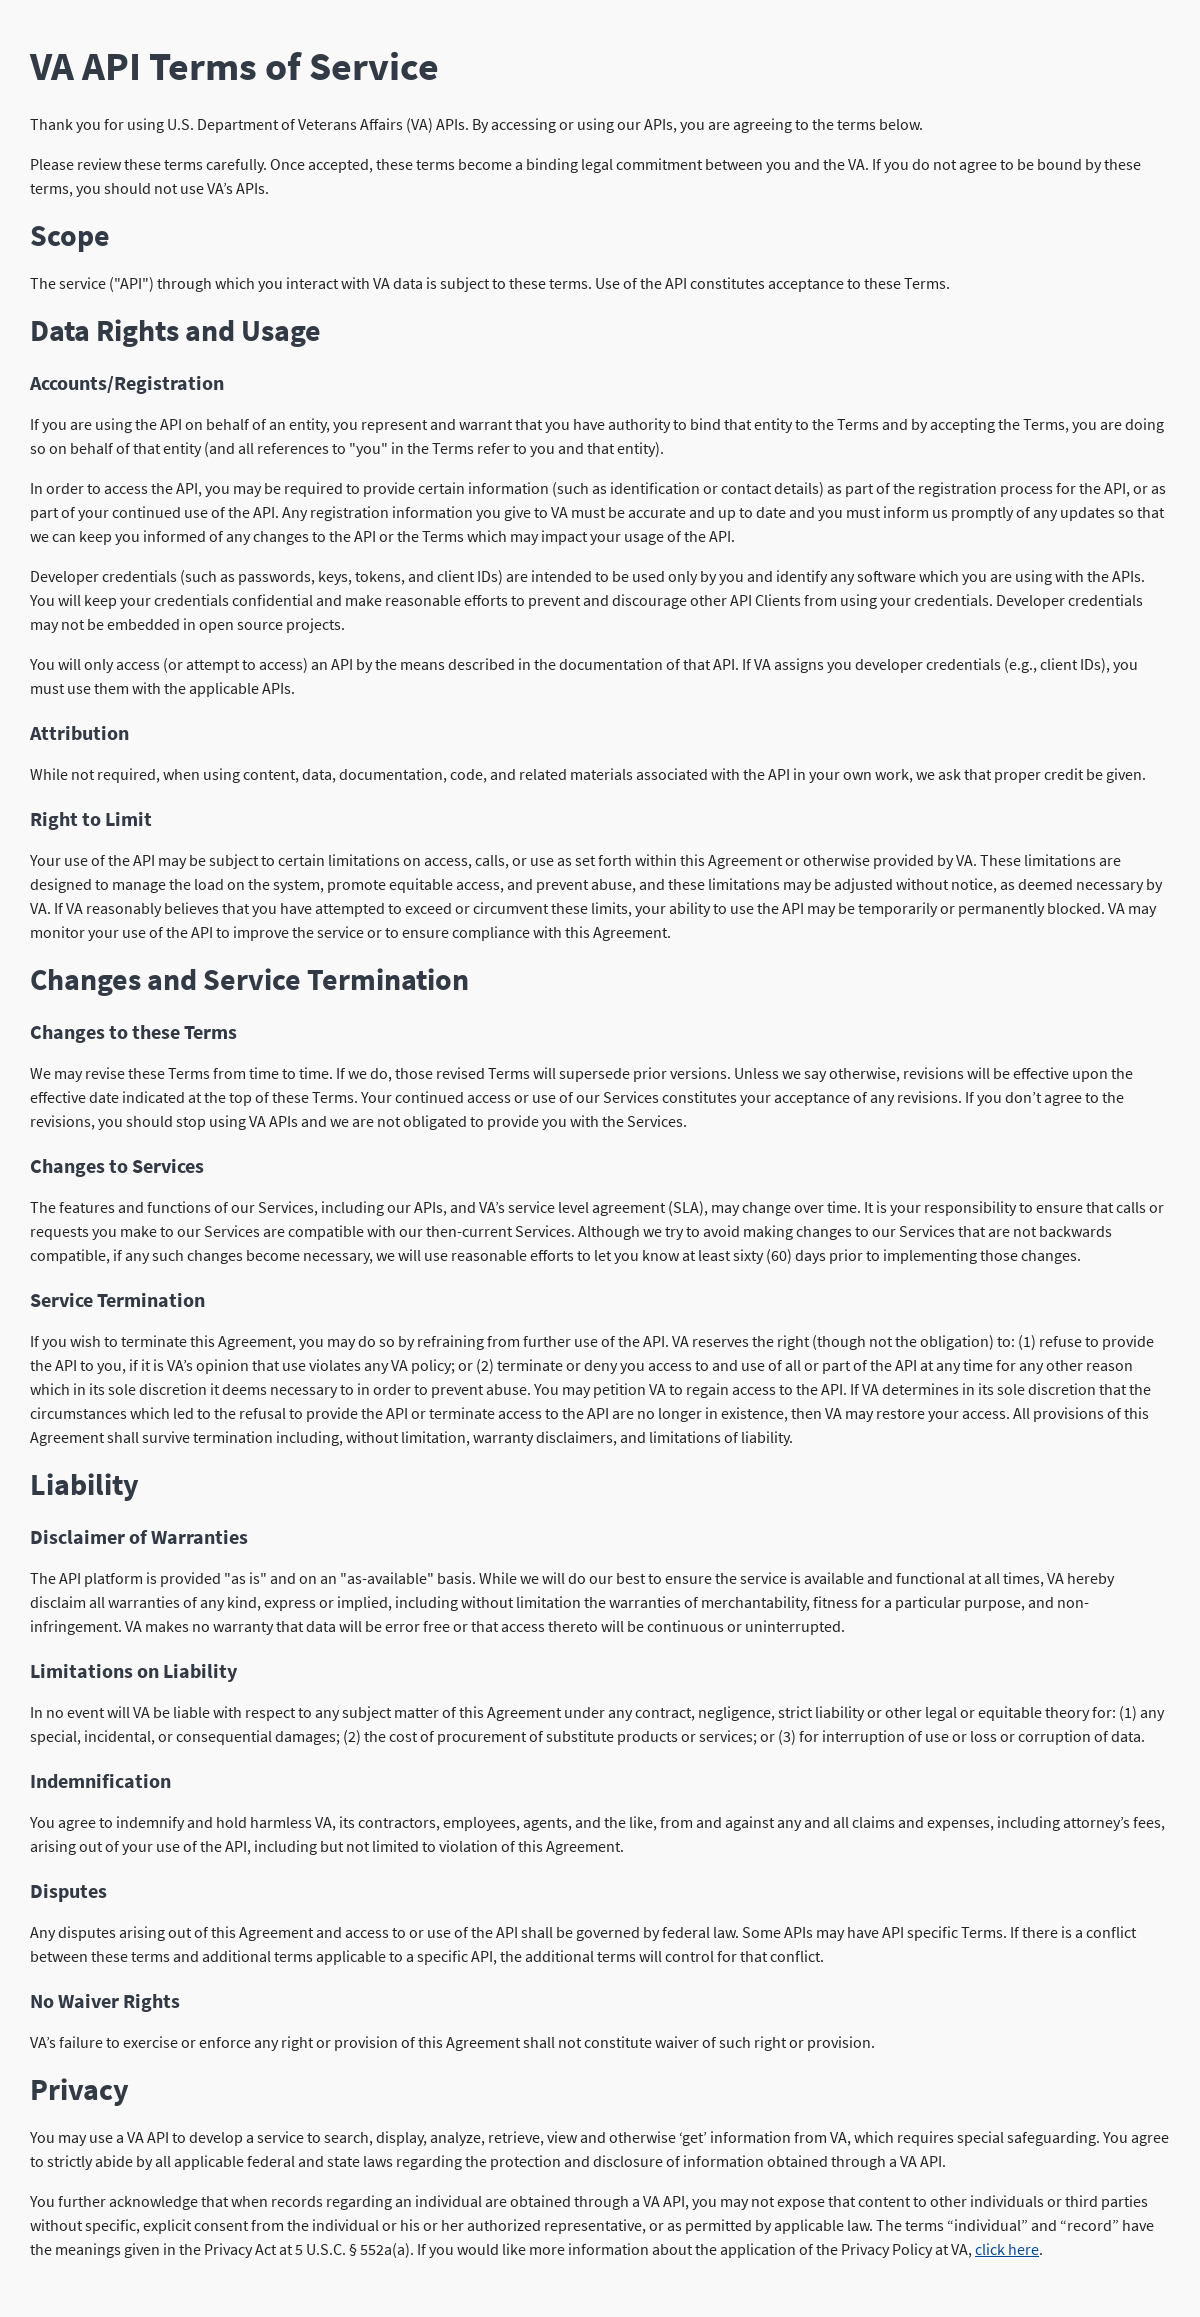 VA API Terms of Service
Thank you for using U.S. Department of Veterans Affairs (VA) APIs. By accessing or using our APIs, you are agreeing to the terms below.
Please review these terms carefully. Once accepted, these terms become a binding legal commitment between you and the VA. If you do not agree to be bound by these
terms, you should not use VA’s APIs.
Scope
The service ("API") through which you interact with VA data is subject to these terms. Use of the API constitutes acceptance to these Terms.
Data Rights and Usage
Accounts/Registration
If you are using the API on behalf of an entity, you represent and warrant that you have authority to bind that entity to the Terms and by accepting the Terms, you are doing
so on behalf of that entity (and all references to "you" in the Terms refer to you and that entity).
In order to access the API, you may be required to provide certain information (such as identification or contact details) as part of the registration process for the API, or as
part of your continued use of the API. Any registration information you give to VA must be accurate and up to date and you must inform us promptly of any updates so that
we can keep you informed of any changes to the API or the Terms which may impact your usage of the API.
Developer credentials (such as passwords, keys, tokens, and client IDs) are intended to be used only by you and identify any software which you are using with the APIs.
You will keep your credentials confidential and make reasonable efforts to prevent and discourage other API Clients from using your credentials. Developer credentials
may not be embedded in open source projects.
You will only access (or attempt to access) an API by the means described in the documentation of that API. If VA assigns you developer credentials (e.g., client IDs), you
must use them with the applicable APIs.
Attribution
While not required, when using content, data, documentation, code, and related materials associated with the API in your own work, we ask that proper credit be given.
Right to Limit
Your use of the API may be subject to certain limitations on access, calls, or use as set forth within this Agreement or otherwise provided by VA. These limitations are
designed to manage the load on the system, promote equitable access, and prevent abuse, and these limitations may be adjusted without notice, as deemed necessary by
VA. If VA reasonably believes that you have attempted to exceed or circumvent these limits, your ability to use the API may be temporarily or permanently blocked. VA may
monitor your use of the API to improve the service or to ensure compliance with this Agreement.
Changes and Service Termination
Changes to these Terms
We may revise these Terms from time to time. If we do, those revised Terms will supersede prior versions. Unless we say otherwise, revisions will be effective upon the
effective date indicated at the top of these Terms. Your continued access or use of our Services constitutes your acceptance of any revisions. If you don’t agree to the
revisions, you should stop using VA APIs and we are not obligated to provide you with the Services.
Changes to Services
The features and functions of our Services, including our APIs, and VA’s service level agreement (SLA), may change over time. It is your responsibility to ensure that calls or
requests you make to our Services are compatible with our then-current Services. Although we try to avoid making changes to our Services that are not backwards
compatible, if any such changes become necessary, we will use reasonable efforts to let you know at least sixty (60) days prior to implementing those changes.
Service Termination
If you wish to terminate this Agreement, you may do so by refraining from further use of the API. VA reserves the right (though not the obligation) to: (1) refuse to provide
the API to you, if it is VA’s opinion that use violates any VA policy; or (2) terminate or deny you access to and use of all or part of the API at any time for any other reason
which in its sole discretion it deems necessary to in order to prevent abuse. You may petition VA to regain access to the API. If VA determines in its sole discretion that the
circumstances which led to the refusal to provide the API or terminate access to the API are no longer in existence, then VA may restore your access. All provisions of this
Agreement shall survive termination including, without limitation, warranty disclaimers, and limitations of liability.
Liability
Disclaimer of Warranties
The API platform is provided "as is" and on an "as-available" basis. While we will do our best to ensure the service is available and functional at all times, VA hereby
disclaim all warranties of any kind, express or implied, including without limitation the warranties of merchantability, fitness for a particular purpose, and non-
infringement. VA makes no warranty that data will be error free or that access thereto will be continuous or uninterrupted.
Limitations on Liability
In no event will VA be liable with respect to any subject matter of this Agreement under any contract, negligence, strict liability or other legal or equitable theory for: (1) any
special, incidental, or consequential damages; (2) the cost of procurement of substitute products or services; or (3) for interruption of use or loss or corruption of data.
Indemnification
You agree to indemnify and hold harmless VA, its contractors, employees, agents, and the like, from and against any and all claims and expenses, including attorney’s fees,
arising out of your use of the API, including but not limited to violation of this Agreement.
Disputes
Any disputes arising out of this Agreement and access to or use of the API shall be governed by federal law. Some APIs may have API specific Terms. If there is a conflict
between these terms and additional terms applicable to a specific API, the additional terms will control for that conflict.
No Waiver Rights
VA’s failure to exercise or enforce any right or provision of this Agreement shall not constitute waiver of such right or provision.
Privacy
You may use a VA API to develop a service to search, display, analyze, retrieve, view and otherwise ‘get’ information from VA, which requires special safeguarding. You agree
to strictly abide by all applicable federal and state laws regarding the protection and disclosure of information obtained through a VA API.
You further acknowledge that when records regarding an individual are obtained through a VA API, you may not expose that content to other individuals or third parties
without specific, explicit consent from the individual or his or her authorized representative, or as permitted by applicable law. The terms “individual” and “record” have
the meanings given in the Privacy Act at 5 U.S.C. § 552a(a). If you would like more information about the application of the Privacy Policy at VA, click here.